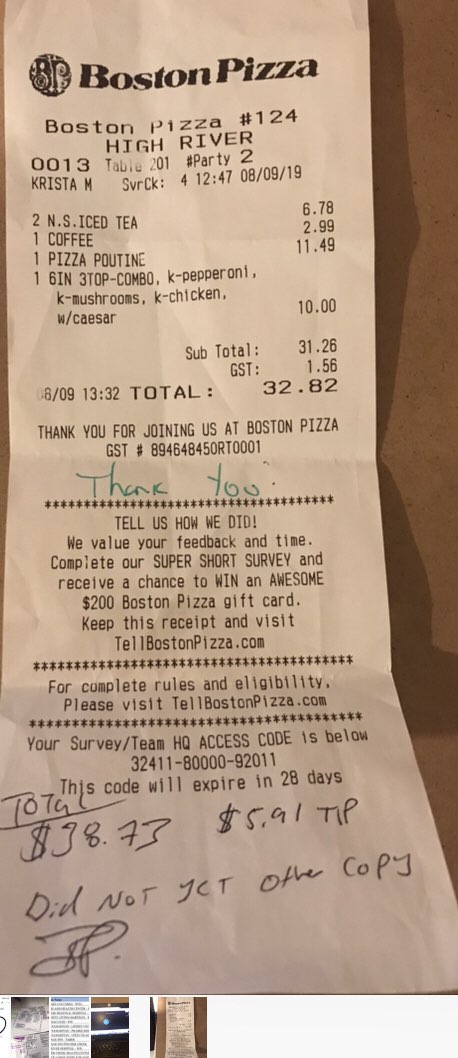 BP Boston Pizza
Boston Pizza #124
HIGH RIVER
0013 Table 201 #Party 2
KRISTA M SvrCk: 4 12:47 08/09/19
2 N.S.ICED TEA 6.78
1 COFFEE 2.99
1 PIZZA POUTINE 11.49
1 6IN 3TOP-COMBO, k-pepperoni,
k-mushrooms, k-chicken,
w/caesar 10.00
Sub Total: 31.26
GST: 1.56
08/09 13:32 TOTAL: 32.82
THANK YOU FOR JOINING US AT BOSTON PIZZA
GST # 894648450RT0001
Thank You
****************************************
TELL US HOW WE DID!
We value your feedback and time.
Complete our SUPER SHORT SURVEY and
receive a chance to WIN an AWESOME
$200 Boston Pizza gift card.
Keep this receipt and visit
TellBostonPizza.com
****************************************
For complete rules and eligibility,
Please visit TellBostonPizza.com
****************************************
Your Survey/Team HQ ACCESS CODE is below
32411-80000-92011
This code will expire in 28 days
TOTAL
$38.73 $5.91 TIP
Did NOT get other copy